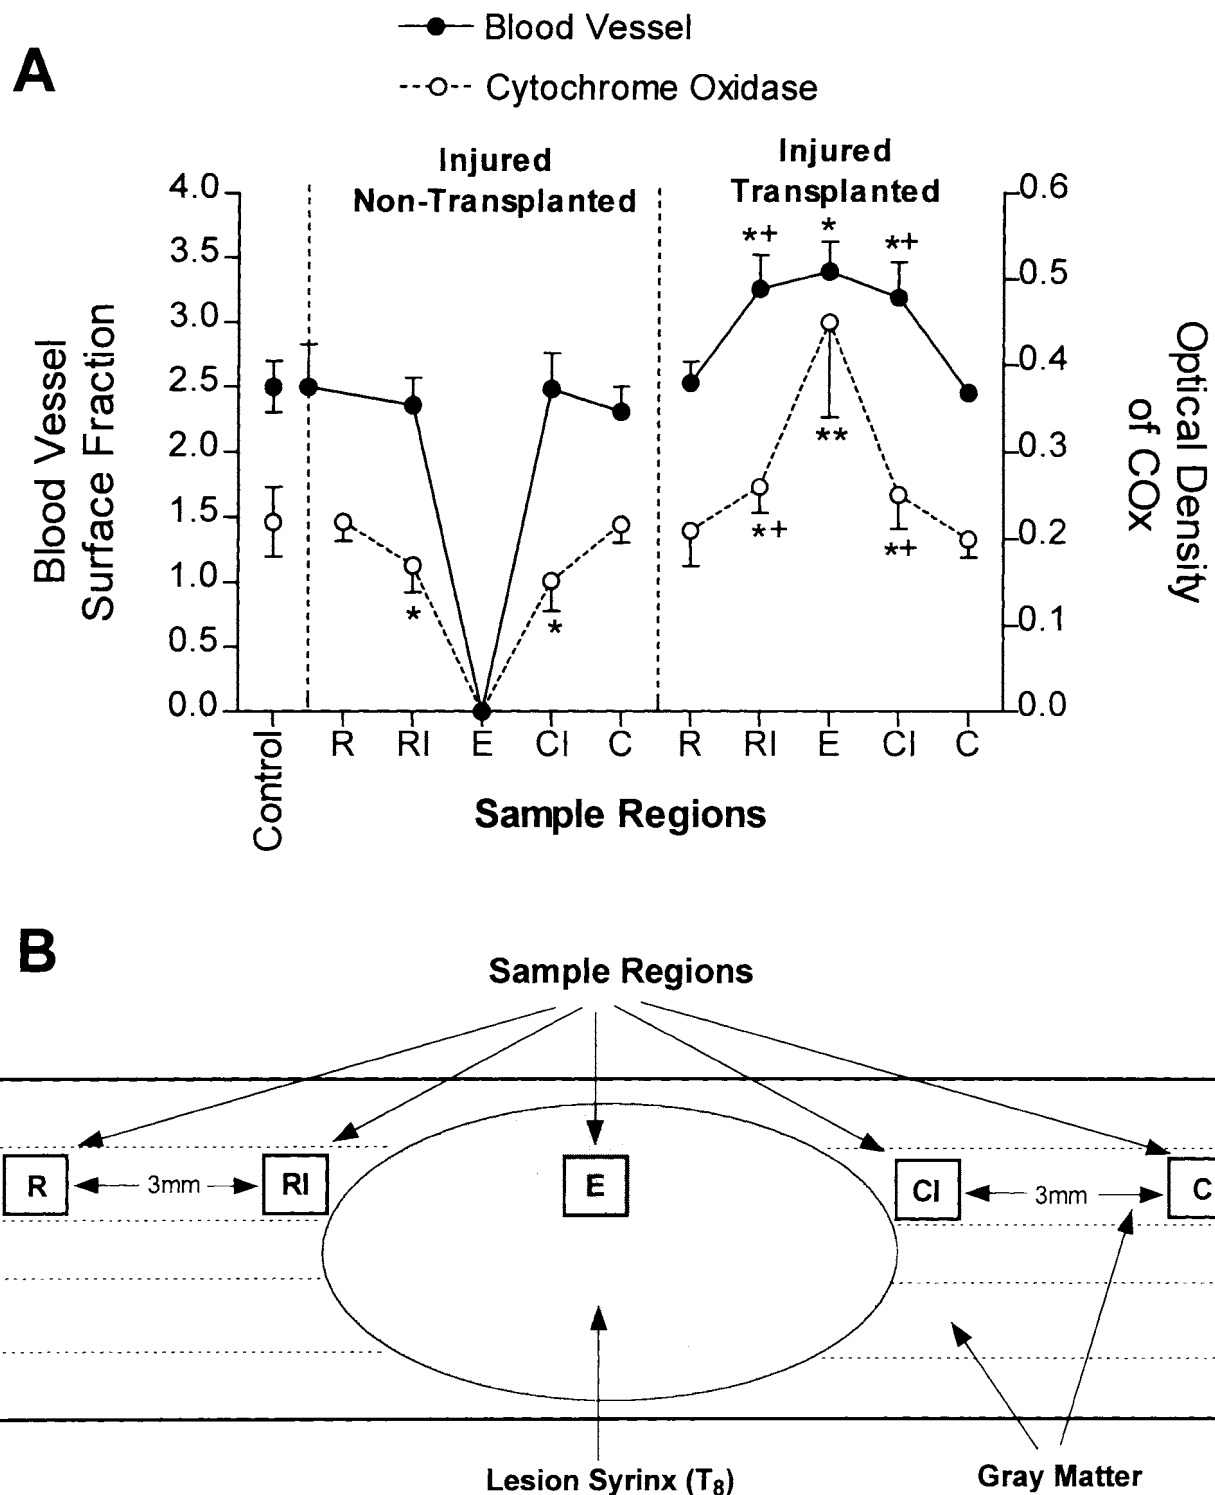 A
Blood Vessel
Cytochrome Oxidase
Injured
Non-Transplanted
Injured
Transplanted
4.0
3.5
3.0
2.5
2.0
1.5
1.0
0.5
0.0
Blood Vessel
Surface Fraction
0.6
0.5
0.4
0.3
0.2
0.1
0.0
Optical Density
of COx
*+
*
*+
**
*+
*+
*
*
Control
R
RI
E
CI
C
R
RI
E
CI
C
Sample Regions
B
Sample Regions
R
3mm
RI
E
CI
3mm
C
Lesion Syrinx (T8)
Gray Matter